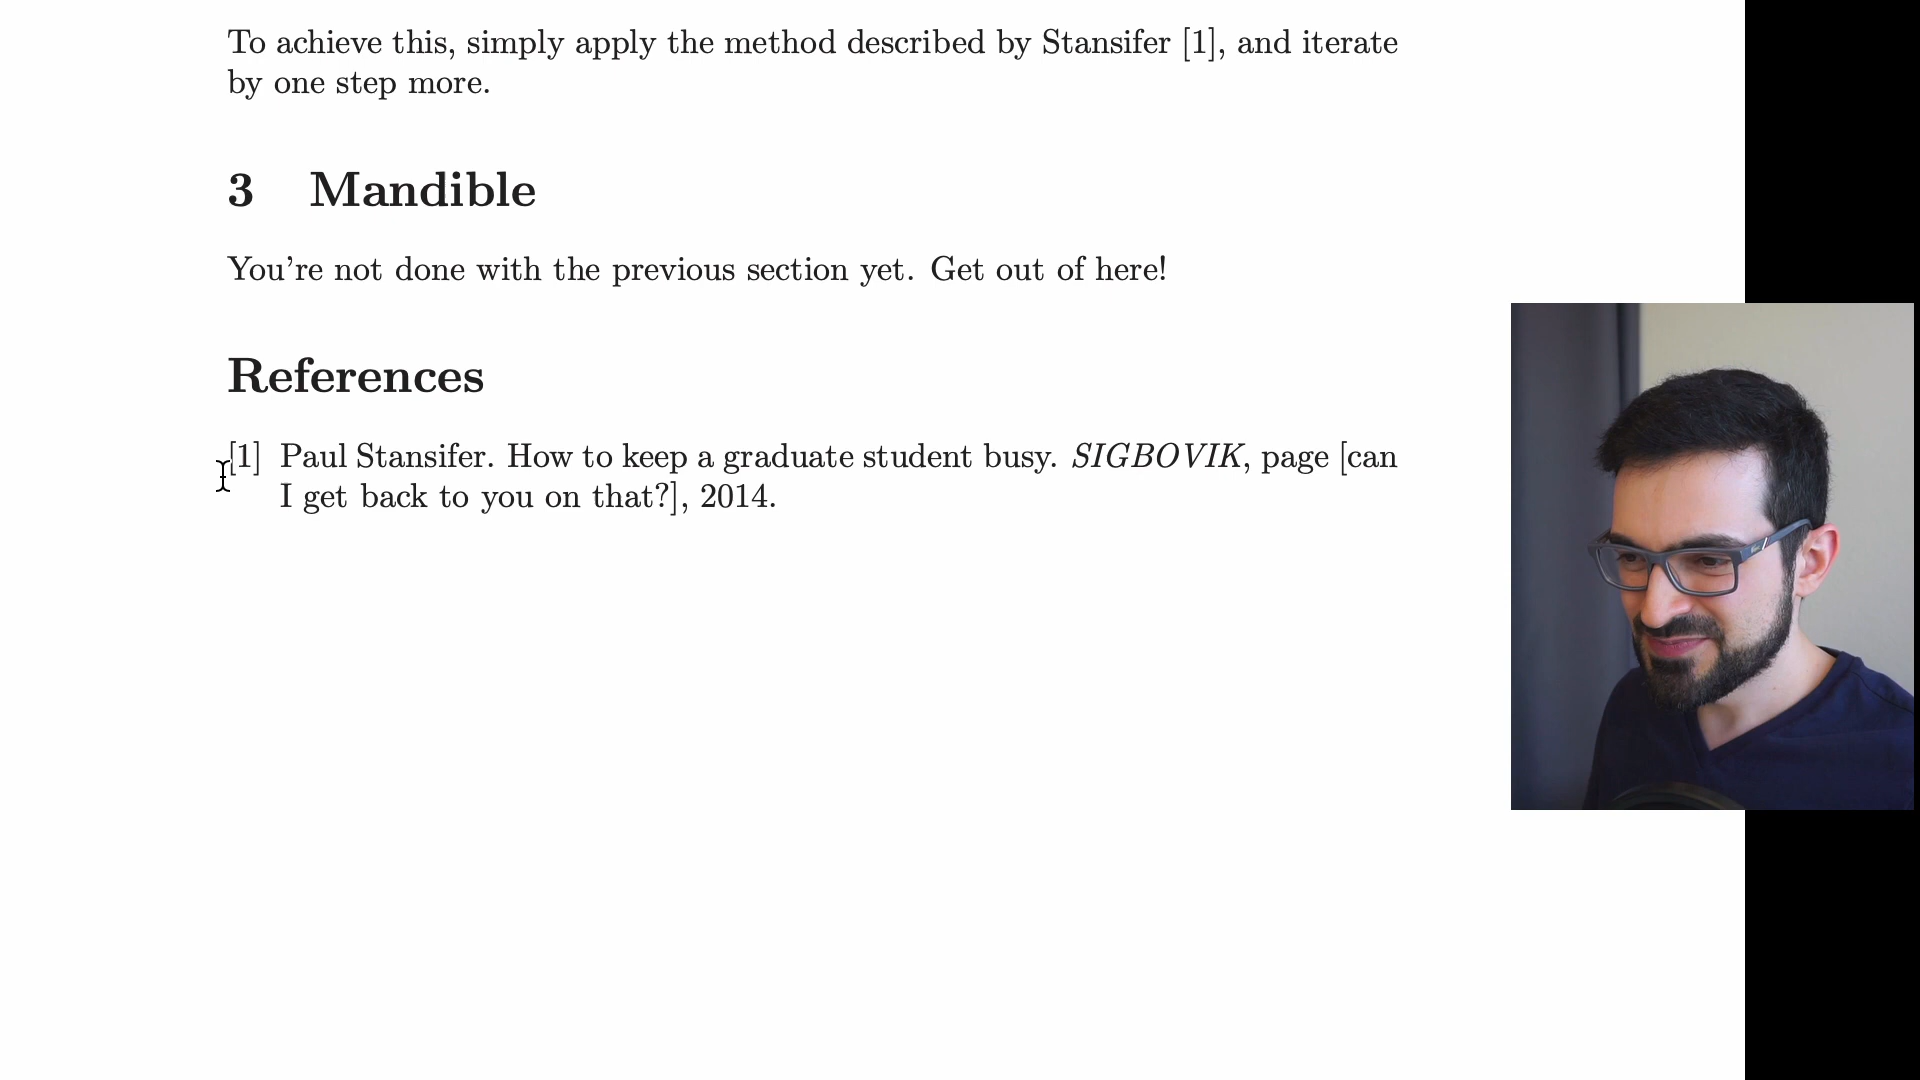 To achieve this, simply apply the method described by Stansifer [1], and iterate
by one step more.
3 Mandible
You're not done with the previous section yet. Get out of here!
References
[1] Paul Stansifer. How to keep a graduate student busy. SIGBOVIK, page [can
I get back to you on that?], 2014.